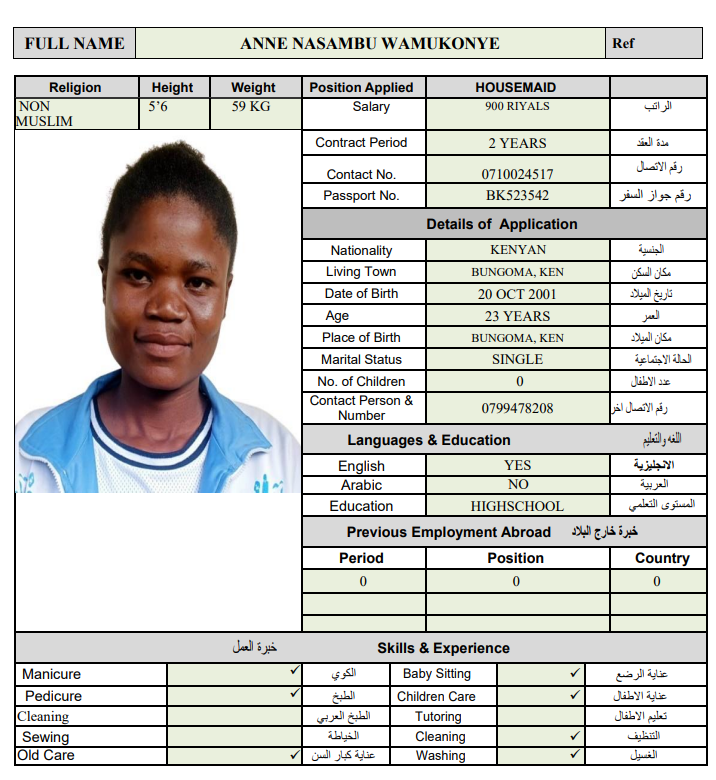 FULL NAME ANNE NASAMBU WAMUKONYE Ref
Religion Height Weight Position Applied HOUSEMAID
NON MUSLIM 5’6 59 KG Salary 900 RIYALS الراتب
Contract Period 2 YEARS مدة العقد
Contact No. 0710024517 رقم الاتصال
Passport No. BK523542 رقم جواز السفر
Details of Application
Nationality KENYAN الجنسية
Living Town BUNGOMA, KEN مكان السكن
Date of Birth 20 OCT 2001 تاريخ الميلاد
Age 23 YEARS العمر
Place of Birth BUNGOMA, KEN مكان الميلاد
Marital Status SINGLE الحالة الاجتماعية
No. of Children 0 عدد الاطفال
Contact Person & Number 0799478208 رقم الاتصال اخر
Languages & Education اللغه والتعليم
English YES الانجليزية
Arabic NO العربية
Education HIGHSCHOOL المستوى التعلمي
Previous Employment Abroad خبرة خارج البلاد
Period Position Country
0 0 0
خبرة العمل Skills & Experience
Manicure ✓ الكوي Baby Sitting ✓ عناية الرضع
Pedicure ✓ الطبخ Children Care ✓ عناية الاطفال
Cleaning الطبخ العربي Tutoring تعليم الاطفال
Sewing الخياطة Cleaning ✓ التنظيف
Old Care ✓ عناية كبار السن Washing ✓ الغسيل